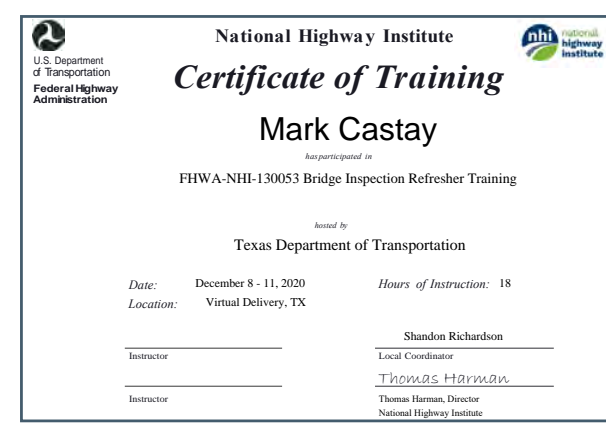 National Highway Institute
nhi national
highway
institute
U.S. Department
of Transportation
Federal Highway
Administration
Certificate of Training
Mark Castay
has participated in
FHWA-NHI-130053 Bridge Inspection Refresher Training
hosted by
Texas Department of Transportation
Date: December 8 - 11, 2020 Hours of Instruction: 18
Location: Virtual Delivery, TX
Shandon Richardson
Instructor Local Coordinator
Thomas Harman
Instructor Thomas Harman, Director
National Highway Institute